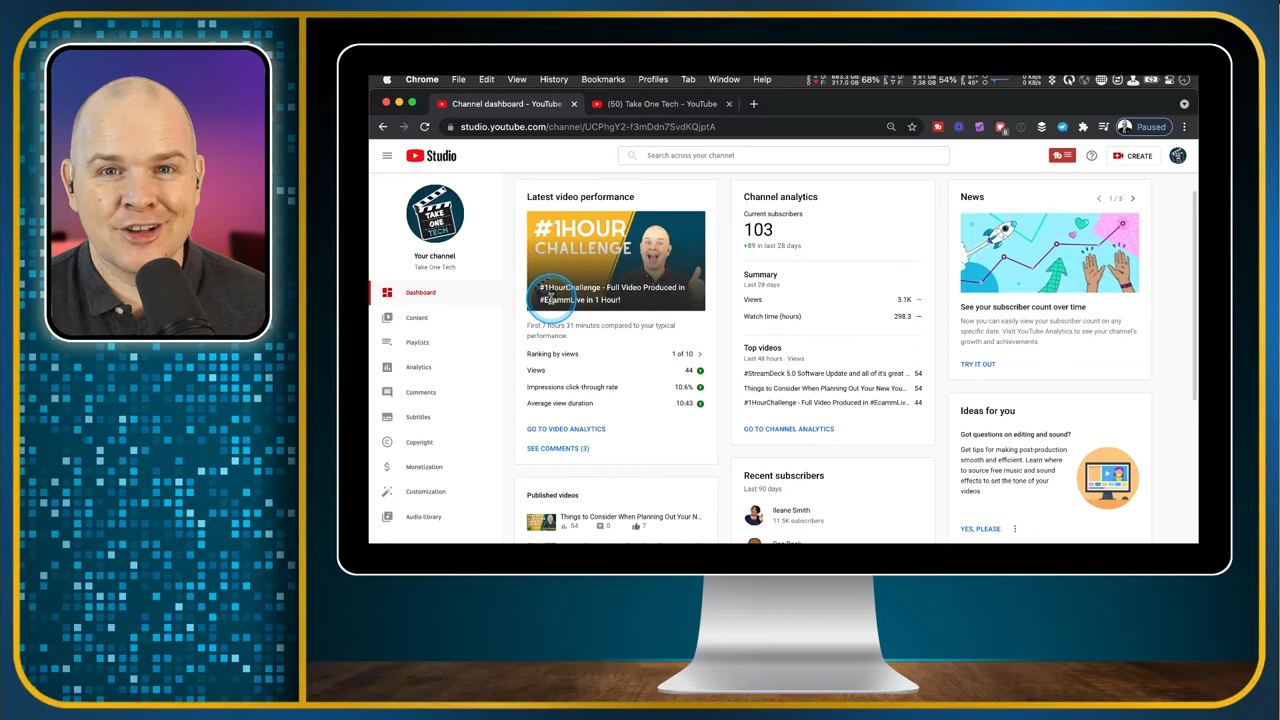 Chrome File Edit View History Bookmarks Profiles Tab Window Help
68%
54%
Channel dashboard - YouTube
(50) Take One Tech - YouTube
studio.youtube.com/channel/UCPhgY2-f3mDdn7SvdKQjptA
Paused
Studio
Search across your channel
CREATE
TAKE
ONE
TECH
Your channel
Take One Tech
Dashboard
Content
Playlists
Analytics
Comments
Subtitles
Copyright
Monetization
Customization
Audio library
Latest video performance
#1HOUR
CHALLENGE
#1HourChallenge - Full Video Produced in
#EcammLive in 1 Hour!
First 7 hours 31 minutes compared to your typical
performance:
Ranking by views 1 of 10
Views 44
Impressions click-through rate 10.6%
Average view duration 10:43
GO TO VIDEO ANALYTICS
SEE COMMENTS (3)
Published videos
Things to Consider When Planning Out Your N...
54 0 7
Channel analytics
Current subscribers
103
+89 in last 28 days
Summary
Last 28 days
Views 3.1K —
Watch time (hours) 298.3 —
Top videos
Last 48 hours · Views
#StreamDeck 5.0 Software Update and all of it's great ... 54
Things to Consider When Planning Out Your New You... 54
#1HourChallenge - Full Video Produced in #EcammLiv... 44
GO TO CHANNEL ANALYTICS
Recent subscribers
Last 90 days
Ileane Smith
11.5K subscribers
News
1 / 3
See your subscriber count over time
Now you can easily view your subscriber count on any
specific date. Visit YouTube Analytics to see your channel's
growth and achievements
TRY IT OUT
Ideas for you
Got questions on editing and sound?
Get tips for making post-production
smooth and efficient. Learn where
to source free music and sound
effects to set the tone of your
videos
YES, PLEASE